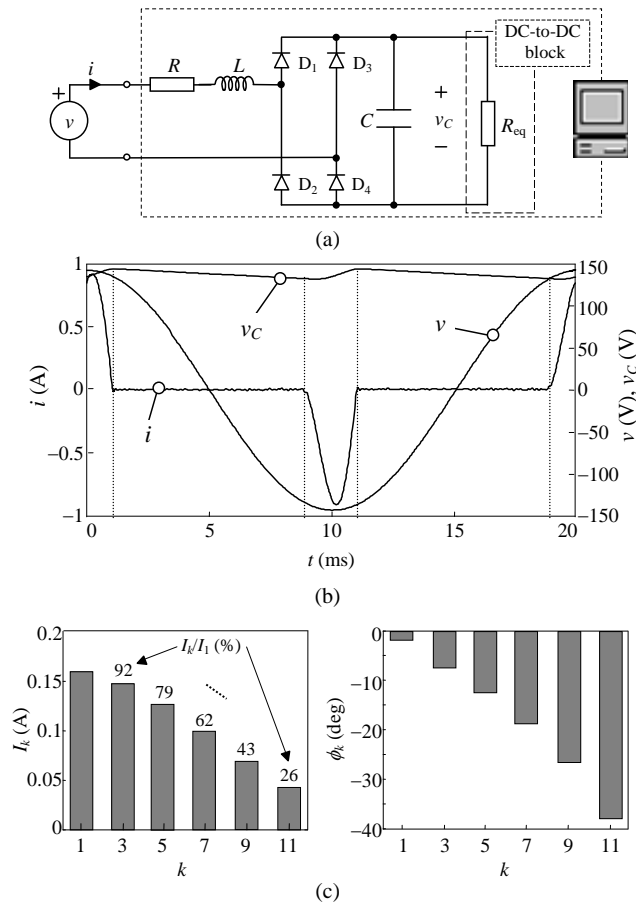 DC-to-DC
block
i
R
L
D1
D3
+
v
C
+
vC
−
Req
D2
D4
(a)
1
0.5
0
−0.5
−1
i (A)
vC
v
i
150
100
50
0
−50
−100
−150
v (V), vC (V)
0
5
10
15
20
t (ms)
(b)
0.2
0.15
0.1
0.05
0
Ik (A)
Ik/I1 (%)
92
79
62
43
26
1
3
5
7
9
11
k
0
−10
−20
−30
−40
ϕk (deg)
1
3
5
7
9
11
k
(c)